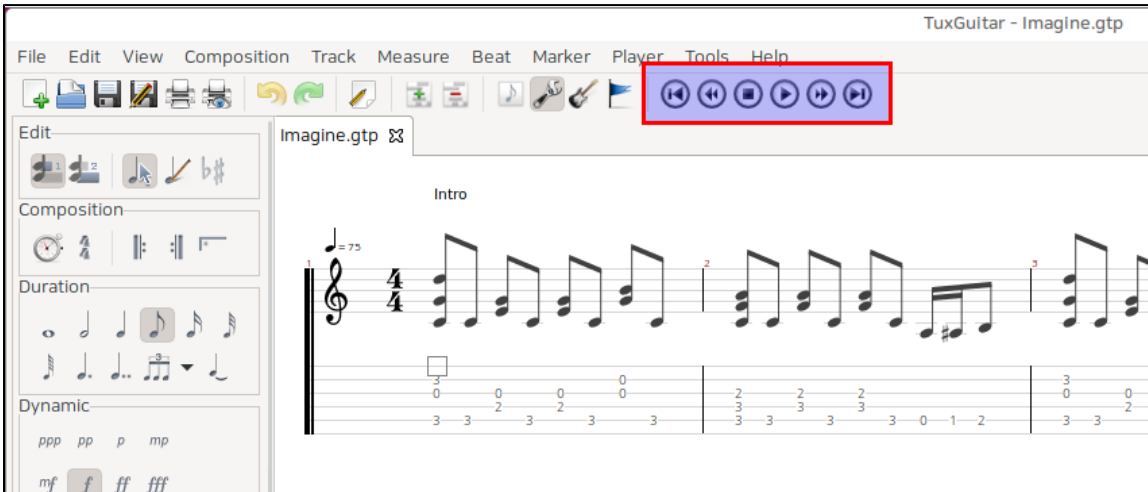 TuxGuitar - Imagine.gtp
File Edit View Composition Track Measure Beat Marker Player Tools Help
Edit
1 2
Imagine.gtp
Composition
Intro
= 75
1 2 3
4
4
Duration
3
3 0 3
0 0 0 0 2 2 2 0 0
2 2 3 3 3 2
3 3 3 3 3 3 3 3 3 0 1 2 3 3
Dynamic
ppp pp p mp
mf f ff fff